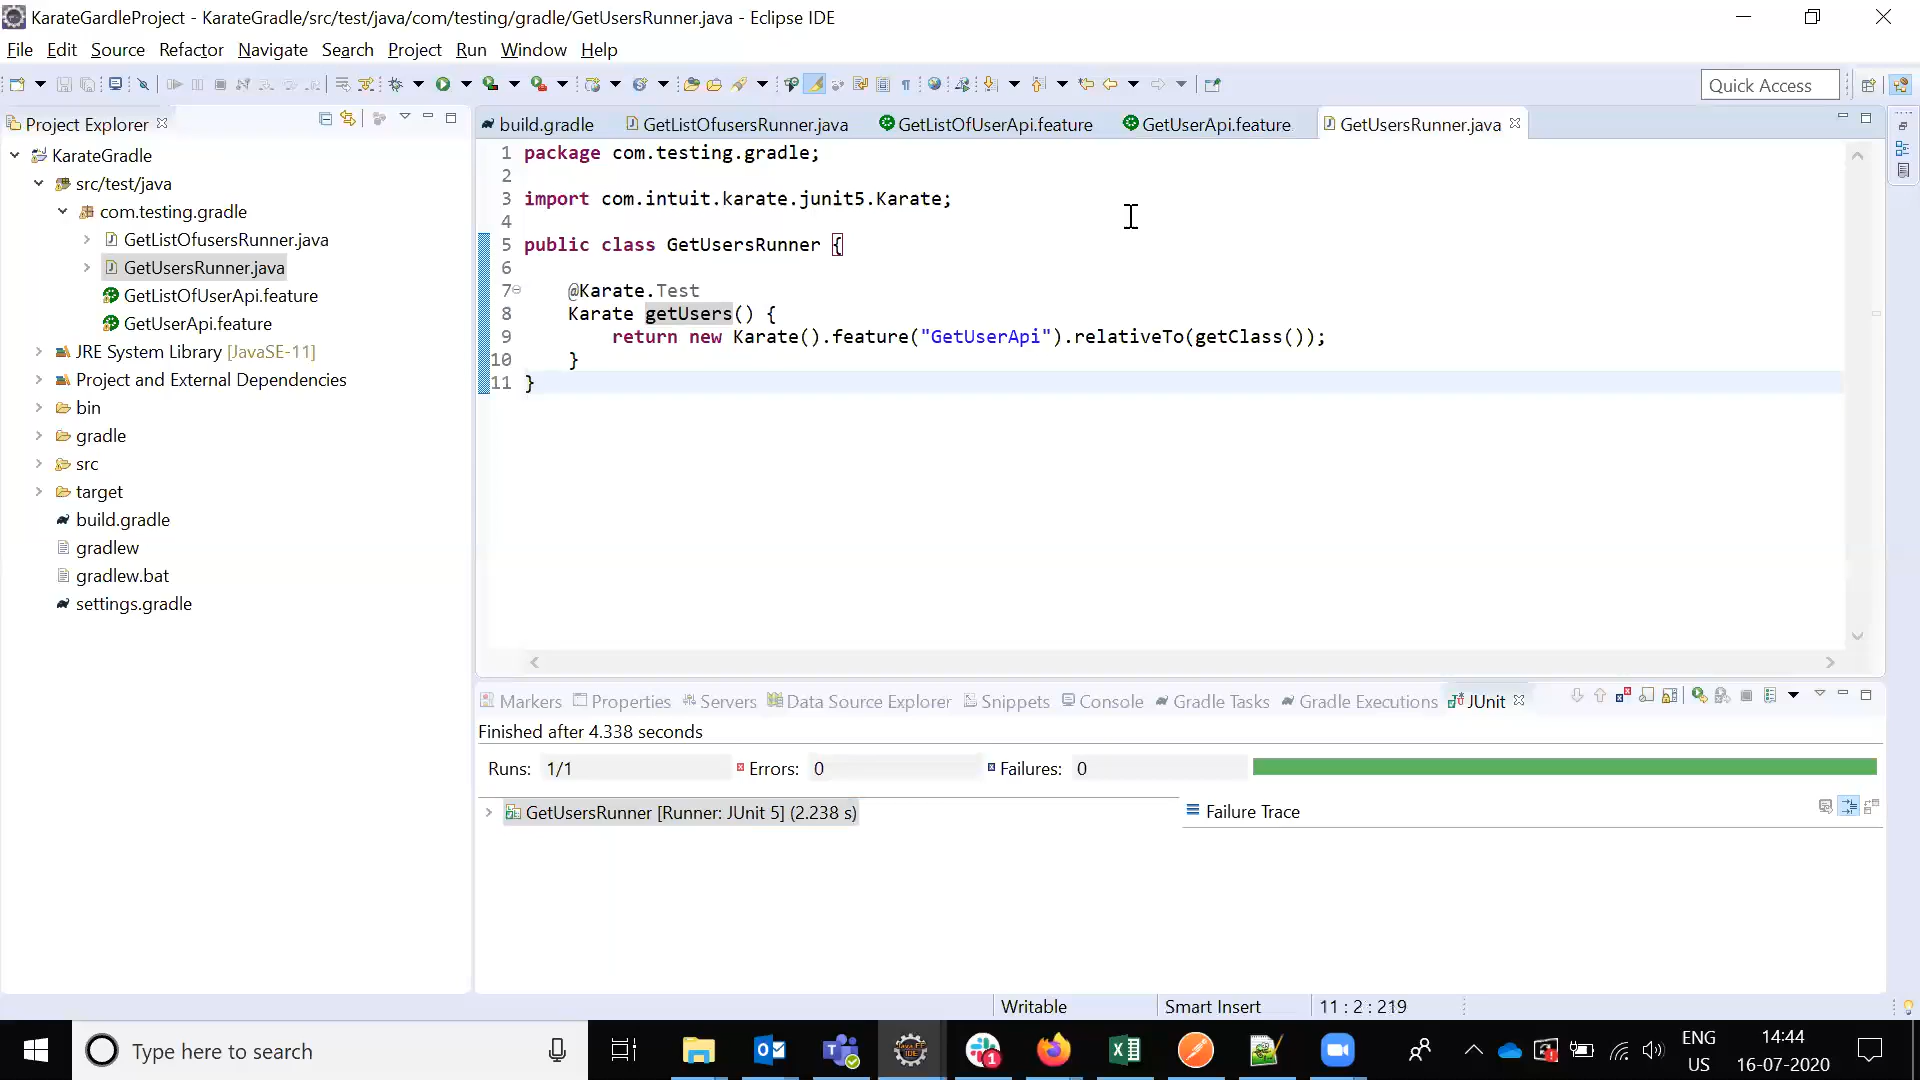 KarateGardleProject - KarateGradle/src/test/java/com/testing/gradle/GetUsersRunner.java - Eclipse IDE
File Edit Source Refactor Navigate Search Project Run Window Help
Quick Access
Project Explorer
KarateGradle
src/test/java
com.testing.gradle
GetListOfusersRunner.java
GetUsersRunner.java
GetListOfUserApi.feature
GetUserApi.feature
JRE System Library [JavaSE-11]
Project and External Dependencies
bin
gradle
src
target
build.gradle
gradlew
gradlew.bat
settings.gradle
build.gradle GetListOfusersRunner.java GetListOfUserApi.feature GetUserApi.feature GetUsersRunner.java
1 package com.testing.gradle;
2
3 import com.intuit.karate.junit5.Karate;
4
5 public class GetUsersRunner {
6
7 @Karate.Test
8 Karate getUsers() {
9 return new Karate().feature("GetUserApi").relativeTo(getClass());
10 }
11 }
Markers Properties Servers Data Source Explorer Snippets Console Gradle Tasks Gradle Executions JUnit
Finished after 4.338 seconds
Runs: 1/1 Errors: 0 Failures: 0
GetUsersRunner [Runner: JUnit 5] (2.238 s)
Failure Trace
Writable Smart Insert 11 : 2 : 219
Type here to search
ENG
US
14:44
16-07-2020